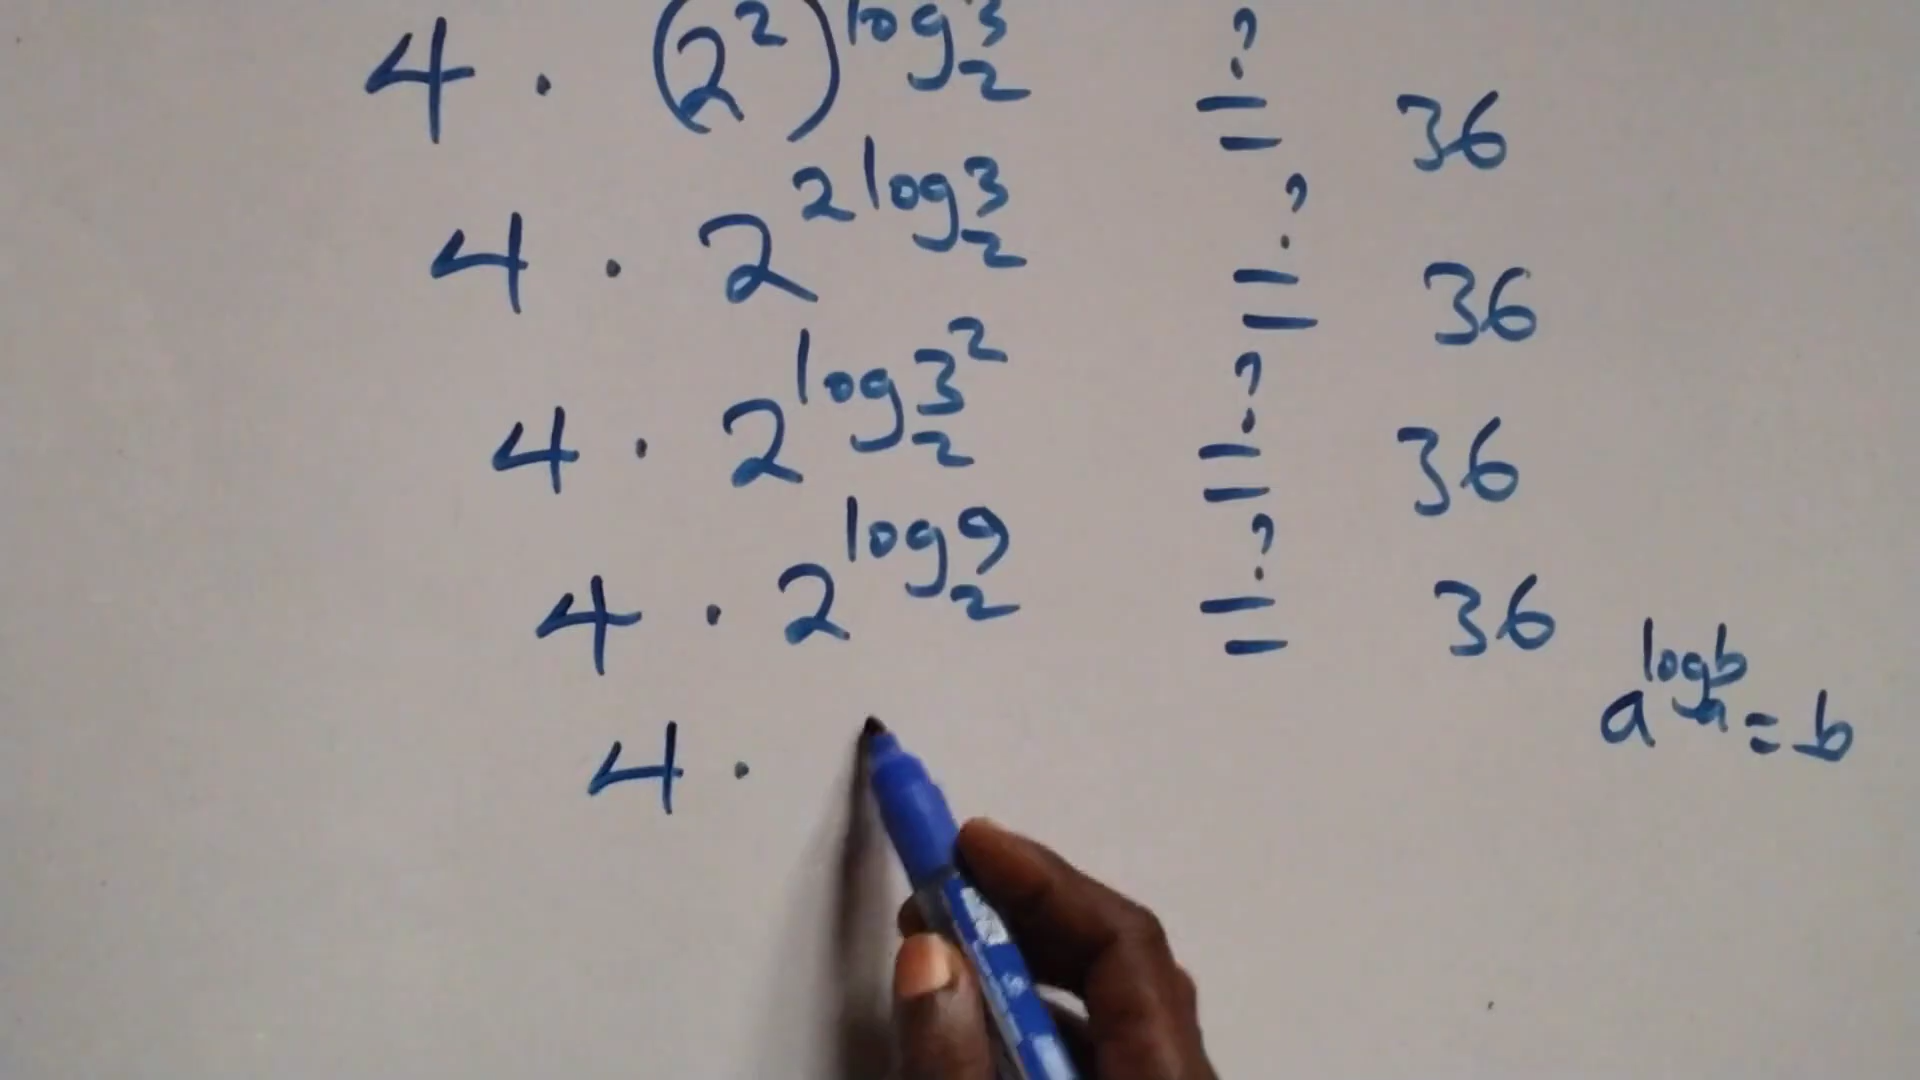 4 · (2²)^log₂3 ?= 36
4 · 2^2log₂3 ?= 36
4 · 2^log₂3² ?= 36
4 · 2^log₂9 ?= 36
a^logₐb = b
4 ·